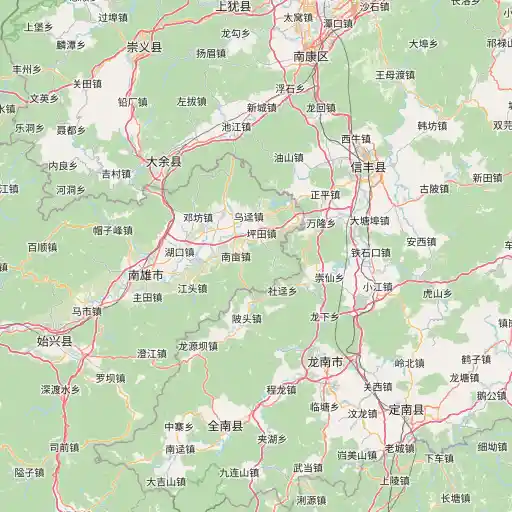 上堡乡
过埠镇
上犹县
太窝镇
潭口镇
沙石镇
长洛乡
麟潭乡
崇义县
龙勾乡
大埠乡
祁禄山镇
扬眉镇
南康区
丰州乡
关田镇
王母渡镇
文英乡
铅厂镇
左拔镇
浮石乡
新城镇
龙回镇
乐洞乡
聂都乡
池江镇
韩坊镇
双芫乡
西牛镇
内良乡
大余县
油山镇
信丰县
吉村镇
新田镇
河洞乡
正平镇
古陂镇
邓坊镇
乌迳镇
万隆乡
大塘埠镇
帽子峰镇
坪田镇
安西镇
百顺镇
湖口镇
南亩镇
铁石口镇
南雄市
崇仙乡
江头镇
社迳乡
小江镇
虎山乡
主田镇
马市镇
陂头镇
龙下乡
始兴县
龙源坝镇
澄江镇
龙南市
岭北镇
鹤子镇
罗坝镇
龙塘镇
深渡水乡
程龙镇
关西镇
鹅公镇
临塘乡
汶龙镇
定南县
中寨乡
全南县
夹湖乡
司前镇
南迳镇
老城镇
细坳镇
岿美山镇
下车镇
隘子镇
九连山镇
武当镇
大吉山镇
上陵镇
浰源镇
长塘镇